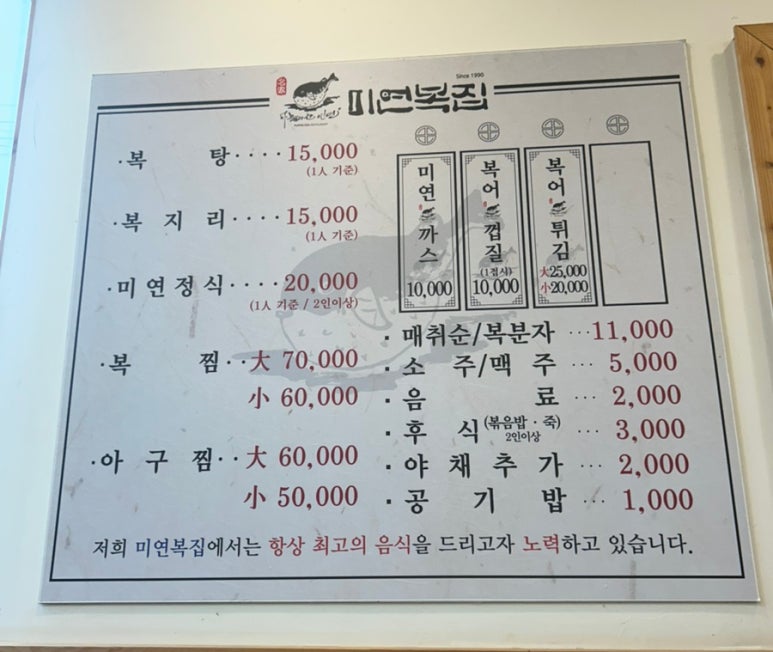 Since 1990
미연복집
·복 탕····15,000
(1人 기준)
·복 지 리····15,000
(1人 기준)
·미연정식····20,000
(1人 기준 / 2인이상)
·복 찜··大 70,000
小 60,000
·아 구 찜··大 60,000
小 50,000
미연까스
10,000
복어껍질
(1접시)
10,000
복어튀김
大25,000
小20,000
·매취순/복분자 ···11,000
·소 주/맥 주 ··· 5,000
·음 료 ··· 2,000
·후 식(볶음밥·죽) ··· 3,000
2인이상
·야 채 추 가 ··· 2,000
·공 기 밥 ··· 1,000
저희 미연복집에서는 항상 최고의 음식을 드리고자 노력하고 있습니다.